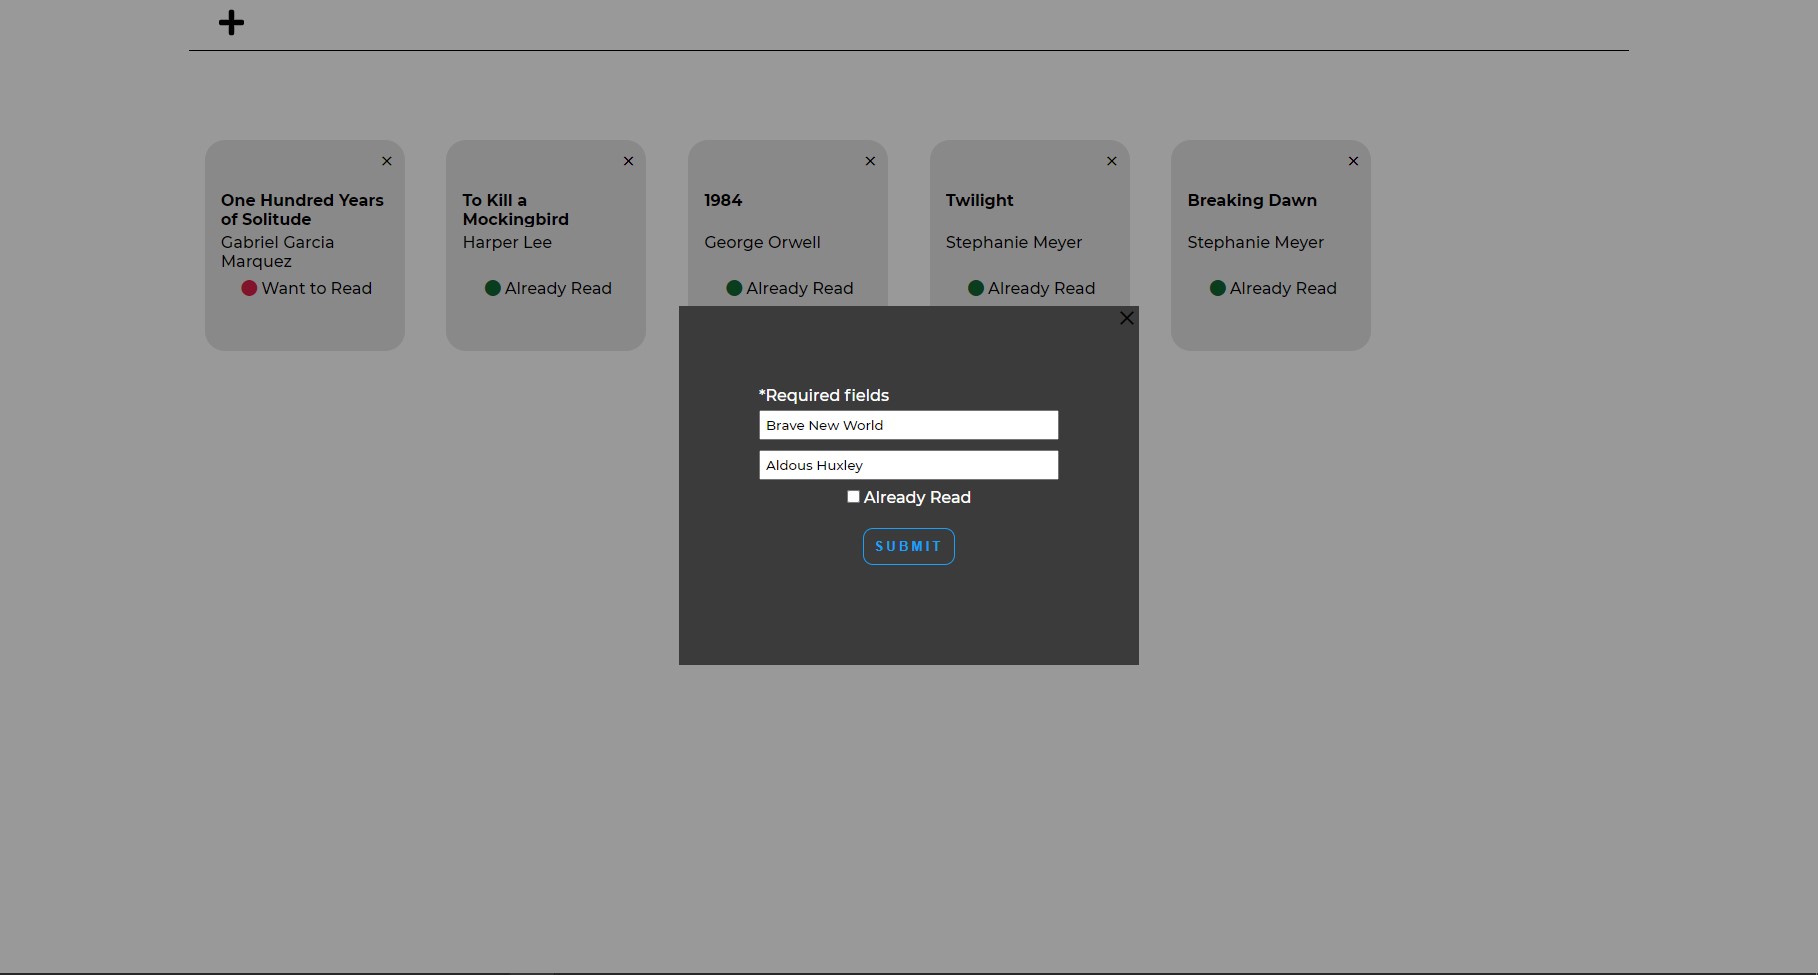 One Hundred Years
of Solitude
Gabriel Garcia
Marquez
Want to Read
To Kill a
Mockingbird
Harper Lee
Already Read
1984
George Orwell
Already Read
Twilight
Stephanie Meyer
Already Read
Breaking Dawn
Stephanie Meyer
Already Read
*Required fields
Brave New World
Aldous Huxley
Already Read
SUBMIT